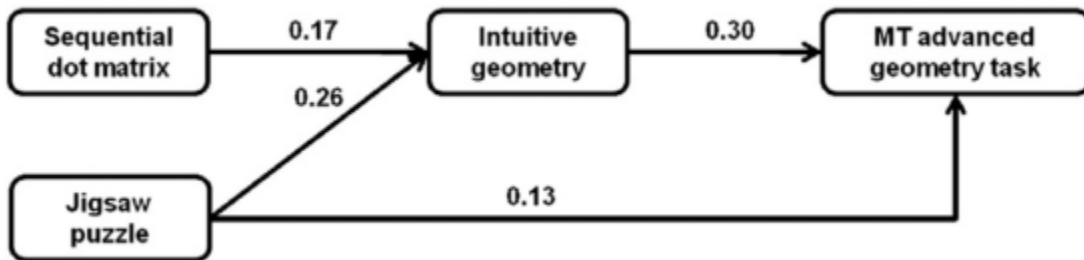 Sequential
dot matrix
0.17
Intuitive
geometry
0.30
MT advanced
geometry task
0.26
Jigsaw
puzzle
0.13